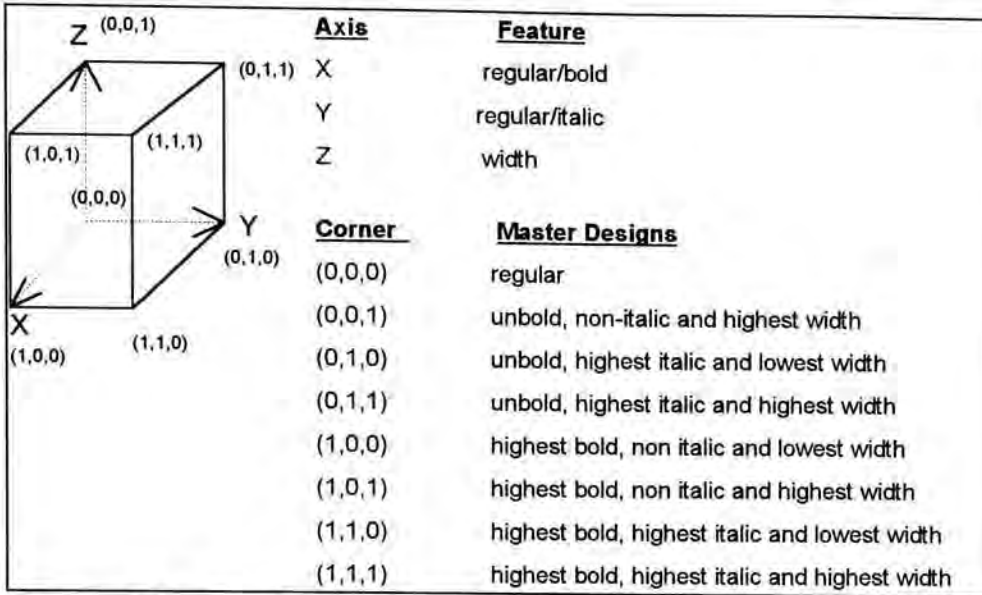 Z (0,0,1)
(0,1,1)
(1,0,1)
(1,1,1)
(0,0,0)
Y
(0,1,0)
X
(1,0,0)
(1,1,0)
Axis Feature
X regular/bold
Y regular/italic
Z width
Corner Master Designs
(0,0,0) regular
(0,0,1) unbold, non-italic and highest width
(0,1,0) unbold, highest italic and lowest width
(0,1,1) unbold, highest italic and highest width
(1,0,0) highest bold, non italic and lowest width
(1,0,1) highest bold, non italic and highest width
(1,1,0) highest bold, highest italic and lowest width
(1,1,1) highest bold, highest italic and highest width